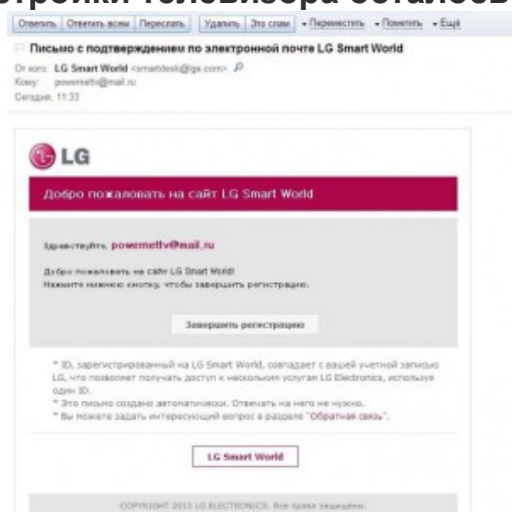 стройки телевизора осталось
Ответить Ответить всем Переслать Удалить Это спам Переместить Пометить Ещё
Письмо с подтверждением по электронной почте LG Smart World
От кого: LG Smart World <smartdesk@lge.com>
Кому: powernettv@mail.ru
Сегодня, 11:33
LG
Добро пожаловать на сайт LG Smart World
Здравствуйте, powernettv@mail.ru
Добро пожаловать на сайт LG Smart World!
Нажмите нижнюю кнопку, чтобы завершить регистрацию.
Завершить регистрацию
* ID, зарегистрированный на LG Smart World, совпадает с вашей учетной записью
LG, что позволяет получать доступ к нескольким услугам LG Electronics, используя
один ID.
* Это письмо создано автоматически. Отвечать на него не нужно.
* Вы можете задать интересующий вопрос в разделе "Обратная связь".
LG Smart World
COPYRIGHT 2012 LG ELECTRONICS. Все права защищены.